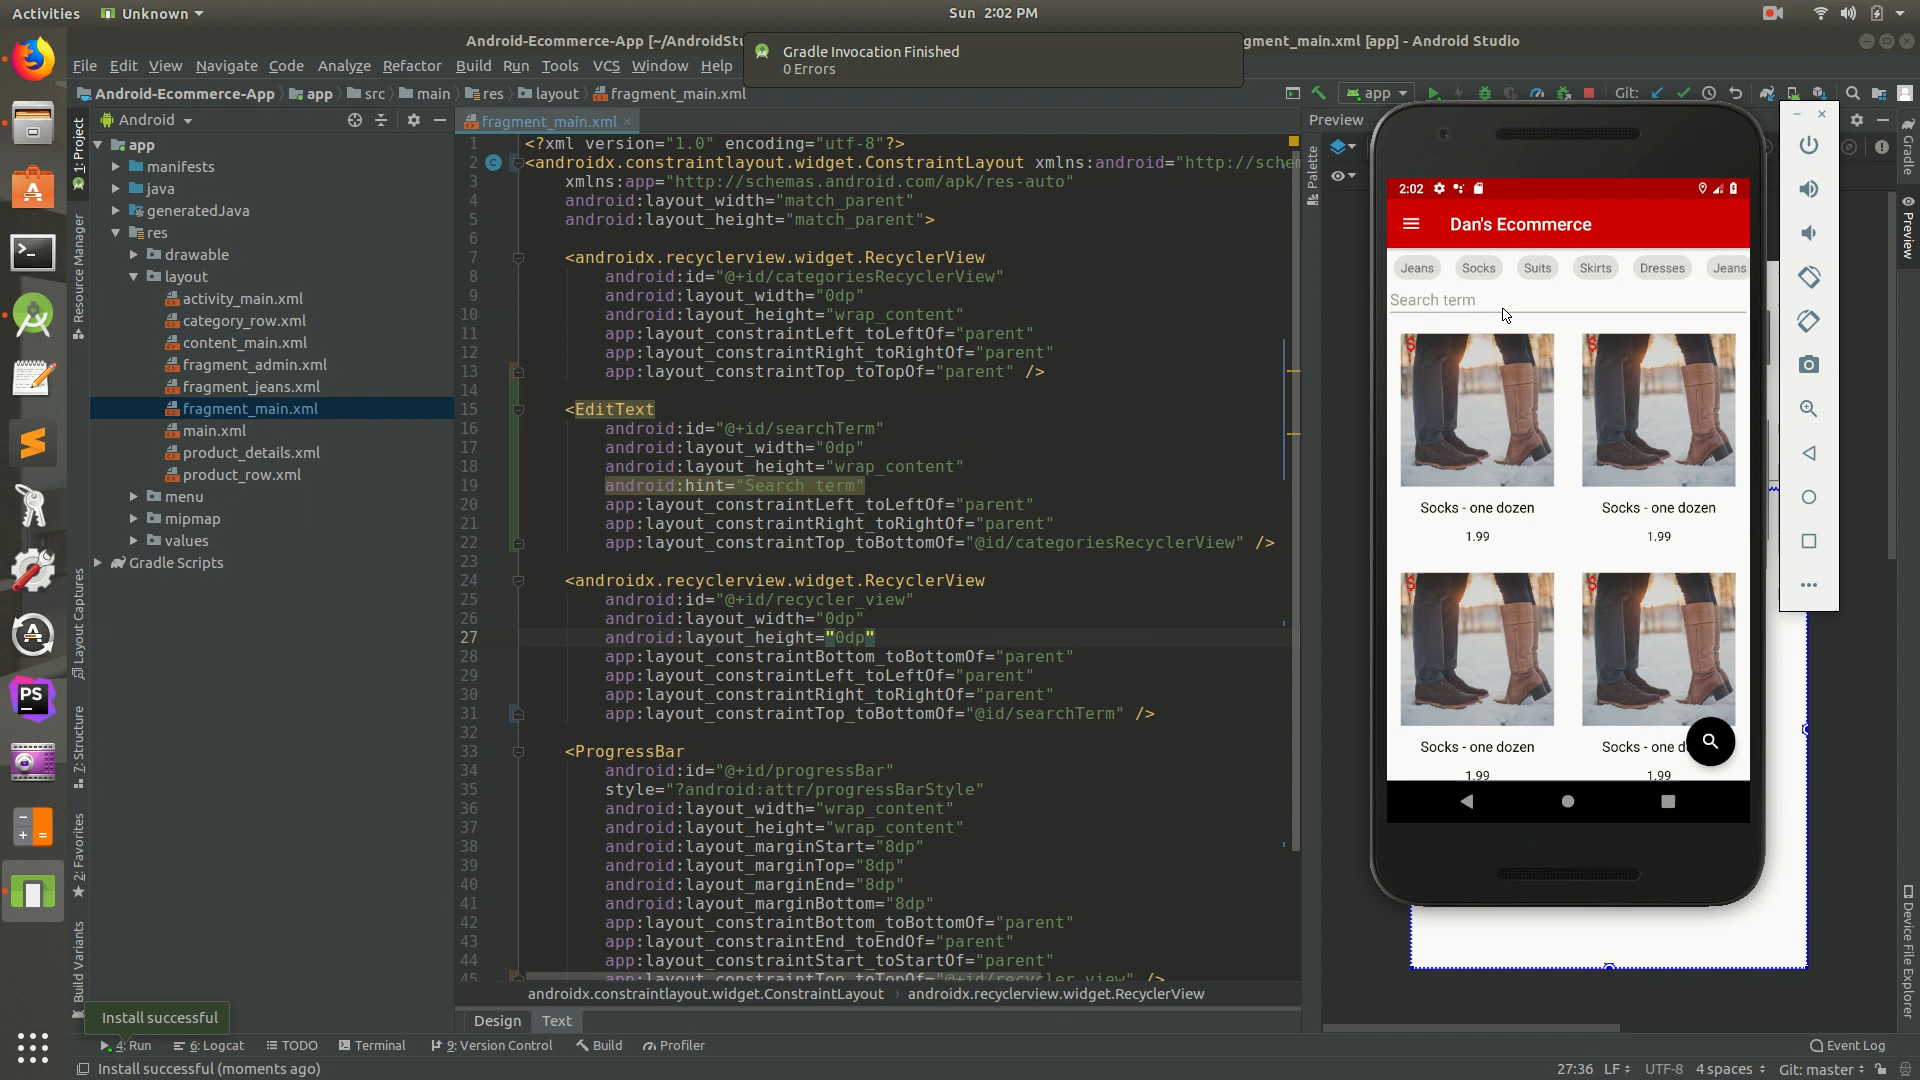 Activities
Unknown
Sun 2:02 PM
Android-Ecommerce-App [~/AndroidStu
gment_main.xml [app] - Android Studio
Gradle Invocation Finished
0 Errors
File Edit View Navigate Code Analyze Refactor Build Run Tools VCS Window Help
Android-Ecommerce-App app src main res layout fragment_main.xml
app
Git:
Android
fragment_main.xml
Preview
1: Project
Resource Manager
Layout Captures
7: Structure
2: Favorites
Build Variants
app
manifests
java
generatedJava
res
drawable
layout
activity_main.xml
category_row.xml
content_main.xml
fragment_admin.xml
fragment_jeans.xml
fragment_main.xml
main.xml
product_details.xml
product_row.xml
menu
mipmap
values
Gradle Scripts
1 <?xml version="1.0" encoding="utf-8"?>
2 <androidx.constraintlayout.widget.ConstraintLayout xmlns:android="http://schem
3 xmlns:app="http://schemas.android.com/apk/res-auto"
4 android:layout_width="match_parent"
5 android:layout_height="match_parent">
6
7 <androidx.recyclerview.widget.RecyclerView
8 android:id="@+id/categoriesRecyclerView"
9 android:layout_width="0dp"
10 android:layout_height="wrap_content"
11 app:layout_constraintLeft_toLeftOf="parent"
12 app:layout_constraintRight_toRightOf="parent"
13 app:layout_constraintTop_toTopOf="parent" />
14
15 <EditText
16 android:id="@+id/searchTerm"
17 android:layout_width="0dp"
18 android:layout_height="wrap_content"
19 android:hint="Search term"
20 app:layout_constraintLeft_toLeftOf="parent"
21 app:layout_constraintRight_toRightOf="parent"
22 app:layout_constraintTop_toBottomOf="@id/categoriesRecyclerView" />
23
24 <androidx.recyclerview.widget.RecyclerView
25 android:id="@+id/recycler_view"
26 android:layout_width="0dp"
27 android:layout_height="0dp"
28 app:layout_constraintBottom_toBottomOf="parent"
29 app:layout_constraintLeft_toLeftOf="parent"
30 app:layout_constraintRight_toRightOf="parent"
31 app:layout_constraintTop_toBottomOf="@id/searchTerm" />
32
33 <ProgressBar
34 android:id="@+id/progressBar"
35 style="?android:attr/progressBarStyle"
36 android:layout_width="wrap_content"
37 android:layout_height="wrap_content"
38 android:layout_marginStart="8dp"
39 android:layout_marginTop="8dp"
40 android:layout_marginEnd="8dp"
41 android:layout_marginBottom="8dp"
42 app:layout_constraintBottom_toBottomOf="parent"
43 app:layout_constraintEnd_toEndOf="parent"
44 app:layout_constraintStart_toStartOf="parent"
45 app:layout_constraintTop_toTopOf="@+id/recycler_view" />
androidx.constraintlayout.widget.ConstraintLayout › androidx.recyclerview.widget.RecyclerView
Design Text
Palette
2:02
Dan's Ecommerce
Jeans Socks Suits Skirts Dresses Jeans
Search term
$ $
Socks - one dozen Socks - one dozen
1.99 1.99
$ $
Socks - one dozen Socks - one d
1.99 1.99
Gradle
Preview
Device File Explorer
PS
Install successful
4: Run 6: Logcat TODO Terminal 9: Version Control Build Profiler
Event Log
Install successful (moments ago)
27:36 LF UTF-8 4 spaces Git: master